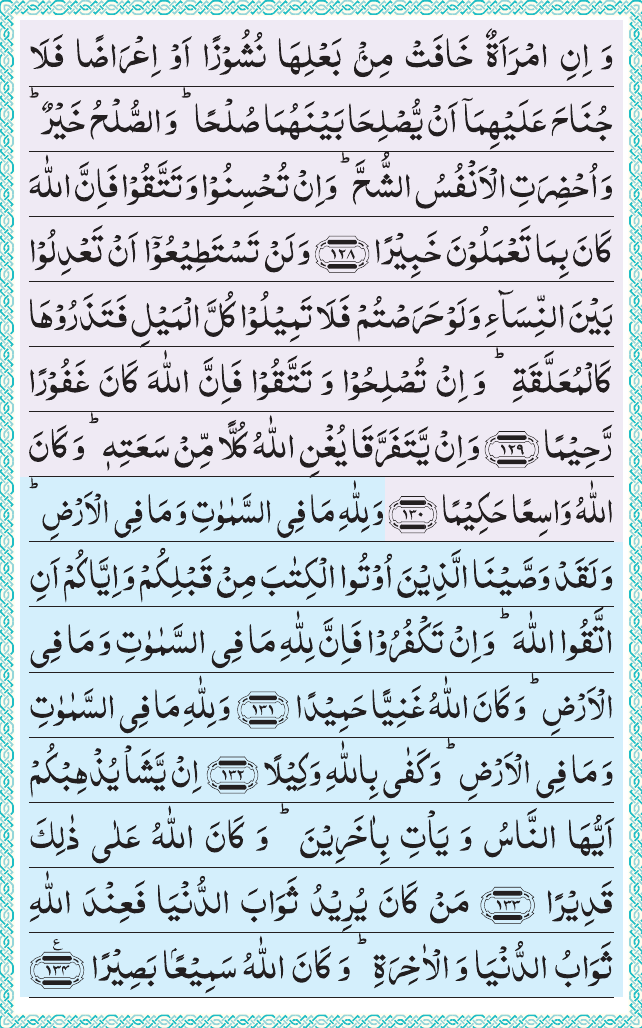 وَ اِنِ امْرَاَةٌ خَافَتْ مِنْۢ بَعْلِهَا نُشُوْزًا اَوْ اِعْرَاضًا فَلَا
جُنَاحَ عَلَيْهِمَاۤ اَنْ يُّصْلِحَا بَيْنَهُمَا صُلْحًا ؕ وَ الصُّلْحُ خَيْرٌ ؕ
وَ اُحْضِرَتِ الْاَنْفُسُ الشُّحَّ ؕ وَ اِنْ تُحْسِنُوْا وَ تَتَّقُوْا فَاِنَّ اللّٰهَ
كَانَ بِمَا تَعْمَلُوْنَ خَبِيْرًا ﴿۱۲۸﴾ وَ لَنْ تَسْتَطِيْعُوْۤا اَنْ تَعْدِلُوْا
بَيْنَ النِّسَآءِ وَ لَوْ حَرَصْتُمْ فَلَا تَمِيْلُوْا كُلَّ الْمَيْلِ فَتَذَرُوْهَا
كَالْمُعَلَّقَةِ ؕ وَ اِنْ تُصْلِحُوْا وَ تَتَّقُوْا فَاِنَّ اللّٰهَ كَانَ غَفُوْرًا
رَّحِيْمًا ﴿۱۲۹﴾ وَ اِنْ يَّتَفَرَّقَا يُغْنِ اللّٰهُ كُلًّا مِّنْ سَعَتِهٖ ؕ وَ كَانَ
اللّٰهُ وَاسِعًا حَكِيْمًا ﴿۱۳۰﴾ وَ لِلّٰهِ مَا فِى السَّمٰوٰتِ وَ مَا فِى الْاَرْضِ ؕ
وَ لَقَدْ وَصَّيْنَا الَّذِيْنَ اُوْتُوا الْكِتٰبَ مِنْ قَبْلِكُمْ وَ اِيَّاكُمْ اَنِ
اتَّقُوا اللّٰهَ ؕ وَ اِنْ تَكْفُرُوْا فَاِنَّ لِلّٰهِ مَا فِى السَّمٰوٰتِ وَ مَا فِى
الْاَرْضِ ؕ وَ كَانَ اللّٰهُ غَنِيًّا حَمِيْدًا ﴿۱۳۱﴾ وَ لِلّٰهِ مَا فِى السَّمٰوٰتِ
وَ مَا فِى الْاَرْضِ ؕ وَ كَفٰى بِاللّٰهِ وَكِيْلًا ﴿۱۳۲﴾ اِنْ يَّشَاْ يُذْهِبْكُمْ
اَيُّهَا النَّاسُ وَ يَاْتِ بِاٰخَرِيْنَ ؕ وَ كَانَ اللّٰهُ عَلٰى ذٰلِكَ
قَدِيْرًا ﴿۱۳۳﴾ مَنْ كَانَ يُرِيْدُ ثَوَابَ الدُّنْيَا فَعِنْدَ اللّٰهِ
ثَوَابُ الدُّنْيَا وَ الْاٰخِرَةِ ؕ وَ كَانَ اللّٰهُ سَمِيْعًۢا بَصِيْرًا ﴿۱۳۴﴾ ع